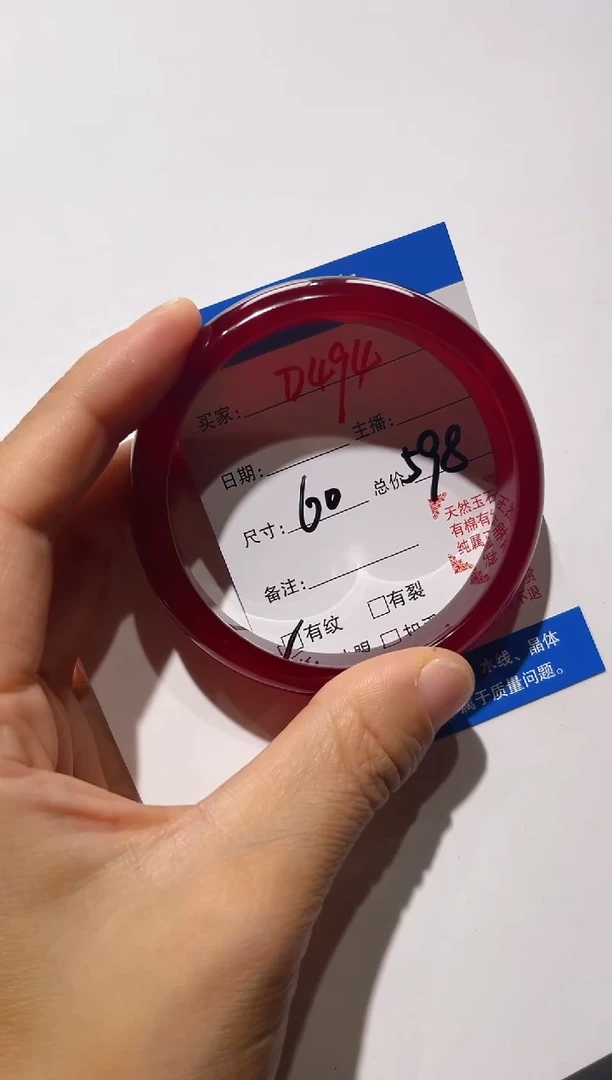 买家: D494
主播:
日期:
尺寸: 60 总价 598
备注:
有纹 有裂
天然玉石
有棉有
纯属
水线、晶体
属于质量问题。
不退